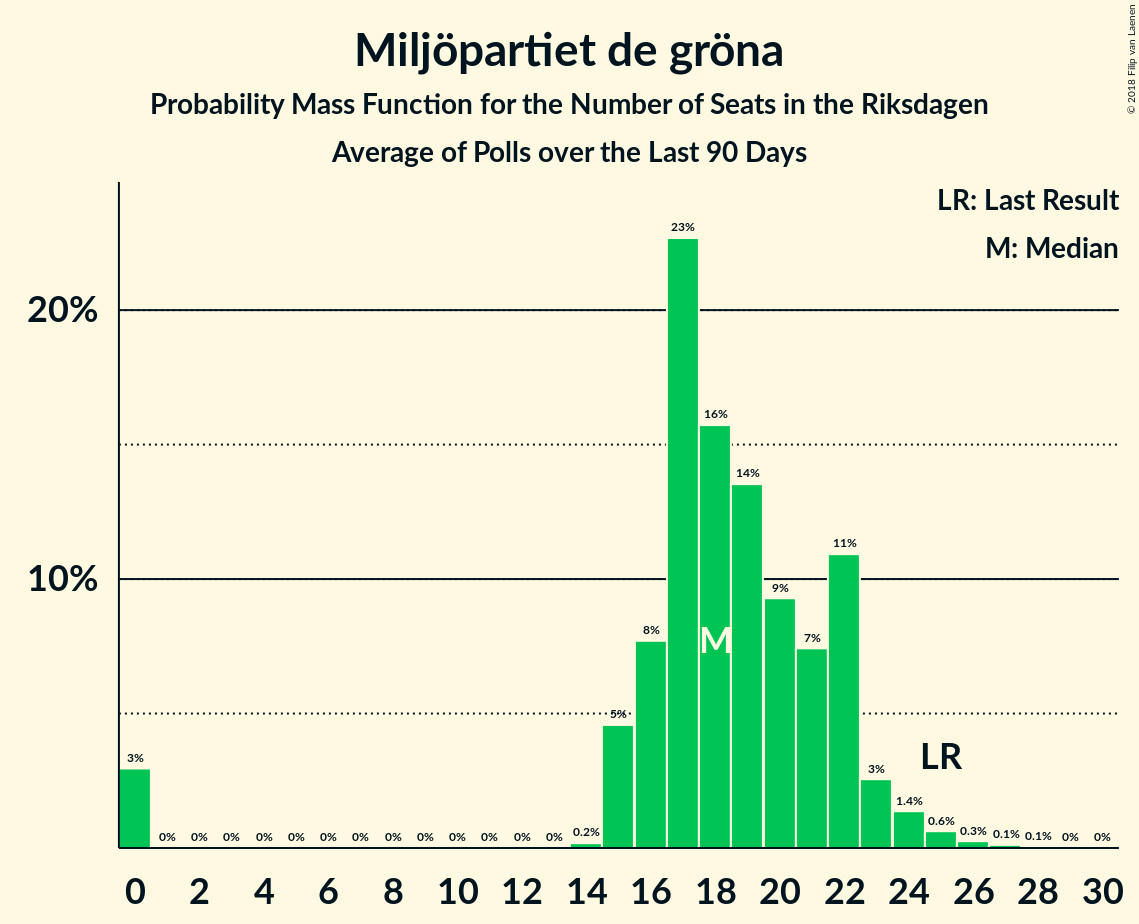 Miljöpartiet de gröna
Probability Mass Function for the Number of Seats in the Riksdagen
Average of Polls over the Last 90 Days
© 2018 Filip van Laenen
LR: Last Result
M: Median
20%
10%
3% 0% 0% 0% 0% 0% 0% 0% 0% 0% 0% 0% 0% 0% 0.2% 5% 8% 23% 16% 14% 9% 7% 11% 3% 1.4% 0.6% 0.3% 0.1% 0.1% 0% 0%
M
LR
0 2 4 6 8 10 12 14 16 18 20 22 24 26 28 30